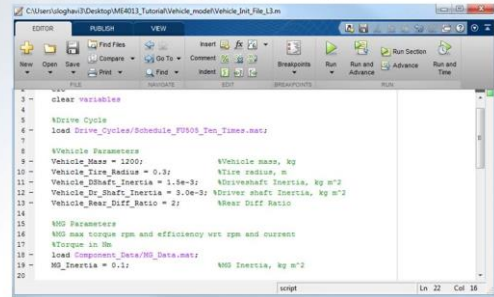 C:\Users\sloghavi3\Desktop\ME4013_Tutorial\Vehicle_model\Vehicle_Init_File_L3.m
EDITOR PUBLISH VIEW
New Open Save Find Files Compare Print Go To Find Insert fx Comment Indent Breakpoints Run Run and Advance Run Section Advance Run and Time
FILE NAVIGATE EDIT BREAKPOINTS RUN
3 - clear variables
4
5 %Drive Cycle
6 - load Drive_Cycles/Schedule_FU505_Ten_Times.mat;
7
8 %Vehicle Parameters
9 - Vehicle_Mass = 1200; %Vehicle mass, kg
10 - Vehicle_Tire_Radius = 0.3; %Tire radius, m
11 - Vehicle_DShaft_Inertia = 1.5e-3; %Driveshaft Inertia, kg m^2
12 - Vehicle_Dr_Shaft_Inertia = 3.0e-3; %Driver shaft Inertia, kg m^2
13 - Vehicle_Rear_Diff_Ratio = 2; %Rear Diff Ratio
14
15 %MG Parameters
16 %MG max torque rpm and efficiency wrt rpm and current
17 %Torque in Nm
18 - load Component_Data/MG_Data.mat;
19 - MG_Inertia = 0.1; %MG Inertia, kg m^2
20
script Ln 22 Col 16